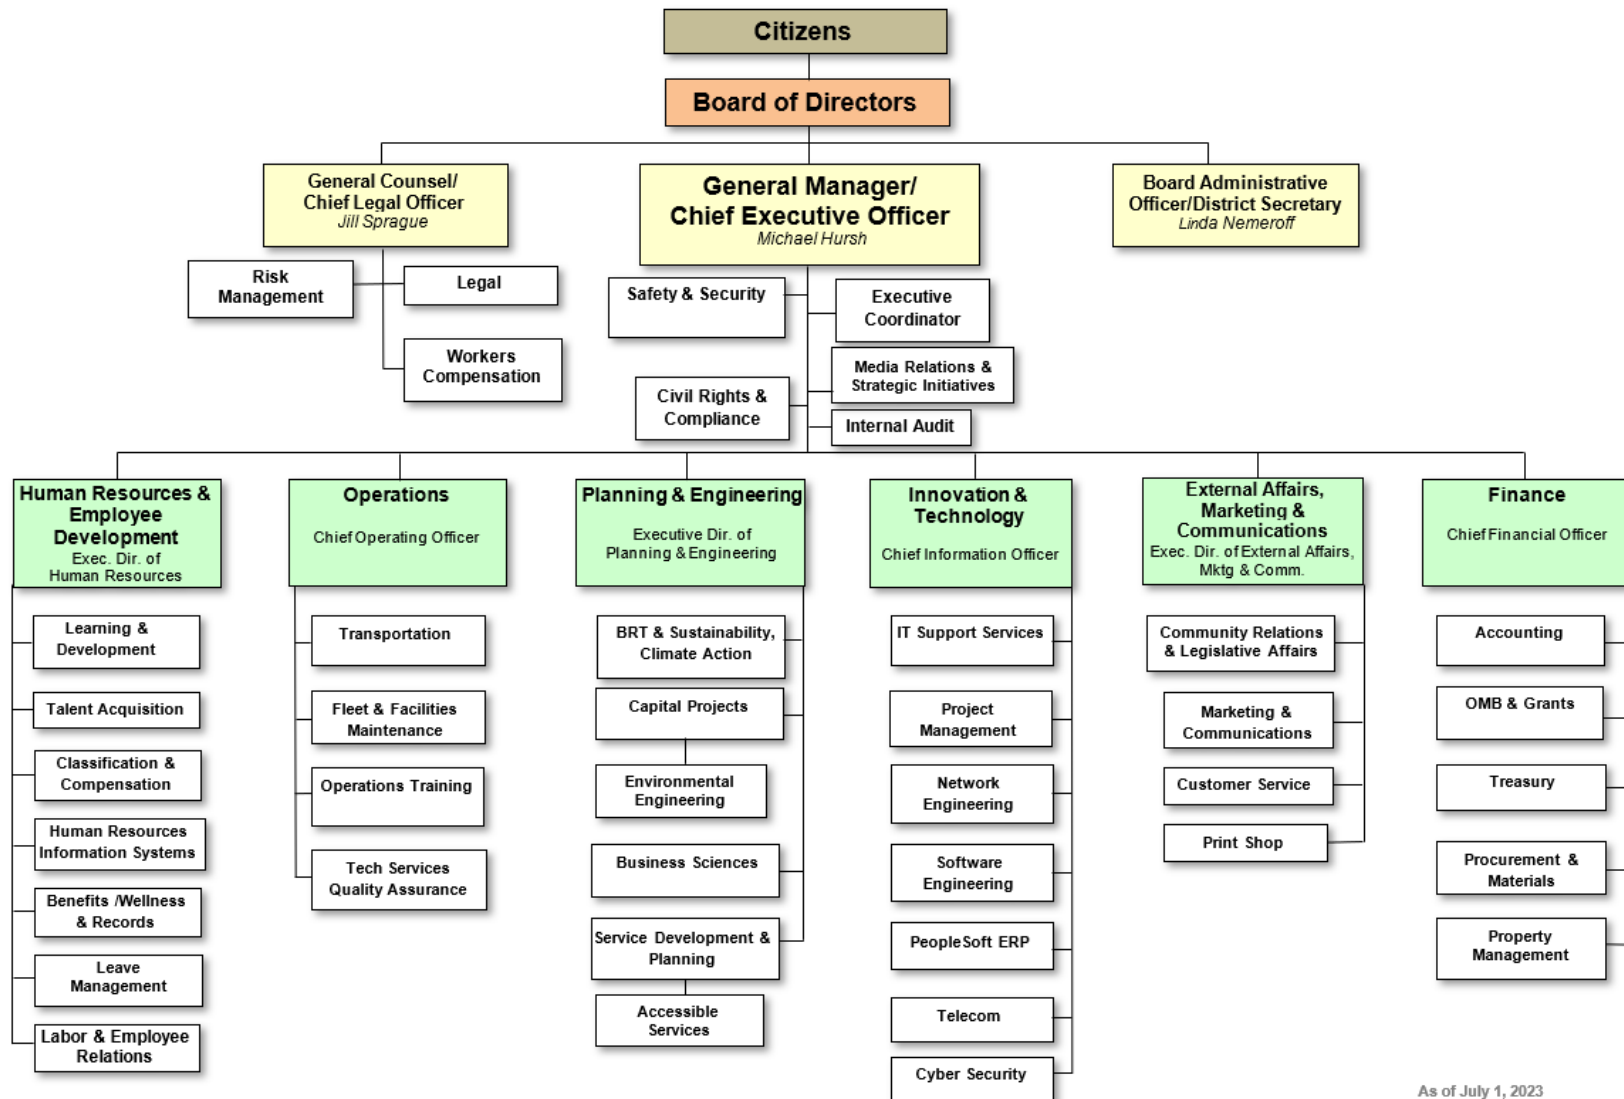 Citizens
Board of Directors
General Counsel/
Chief Legal Officer
Jill Sprague
General Manager/
Chief Executive Officer
Michael Hursh
Board Administrative
Officer/District Secretary
Linda Nemeroff
Risk
Management
Legal
Workers
Compensation
Safety & Security
Executive
Coordinator
Media Relations &
Strategic Initiatives
Civil Rights &
Compliance
Internal Audit
Human Resources &
Employee
Development
Exec. Dir. of
Human Resources
Learning &
Development
Talent Acquisition
Classification &
Compensation
Human Resources
Information Systems
Benefits /Wellness
& Records
Leave
Management
Labor & Employee
Relations
Operations
Chief Operating Officer
Transportation
Fleet & Facilities
Maintenance
Operations Training
Tech Services
Quality Assurance
Planning & Engineering
Executive Dir. of
Planning & Engineering
BRT & Sustainability,
Climate Action
Capital Projects
Environmental
Engineering
Business Sciences
Service Development &
Planning
Accessible
Services
Innovation &
Technology
Chief Information Officer
IT Support Services
Project
Management
Network
Engineering
Software
Engineering
PeopleSoft ERP
Telecom
Cyber Security
External Affairs,
Marketing &
Communications
Exec. Dir. of External Affairs,
Mktg & Comm.
Community Relations
& Legislative Affairs
Marketing &
Communications
Customer Service
Print Shop
Finance
Chief Financial Officer
Accounting
OMB & Grants
Treasury
Procurement &
Materials
Property
Management
As of July 1, 2023